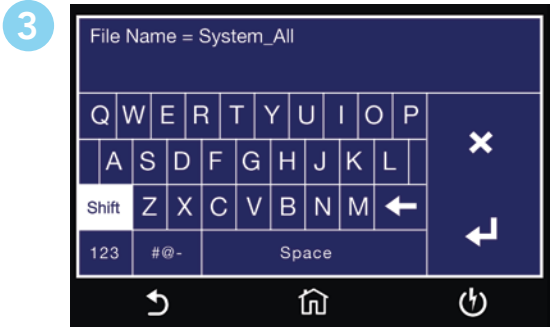 3
File Name = System_All
Q W E R T Y U I O P
A S D F G H J K L
Shift Z X C V B N M
123 #@- Space